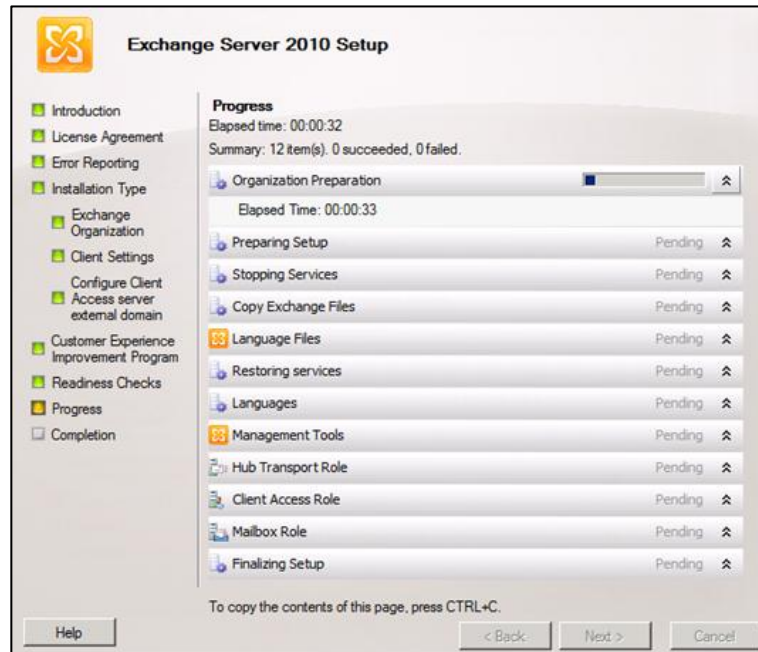 Exchange Server 2010 Setup
Introduction
License Agreement
Error Reporting
Installation Type
Exchange
Organization
Client Settings
Configure Client
Access server
external domain
Customer Experience
Improvement Program
Readiness Checks
Progress
Completion
Progress
Elapsed time: 00:00:32
Summary: 12 item(s). 0 succeeded, 0 failed.
Organization Preparation
Elapsed Time: 00:00:33
Preparing Setup Pending
Stopping Services Pending
Copy Exchange Files Pending
Language Files Pending
Restoring services Pending
Languages Pending
Management Tools Pending
Hub Transport Role Pending
Client Access Role Pending
Mailbox Role Pending
Finalizing Setup Pending
To copy the contents of this page, press CTRL+C.
Help < Back Next > Cancel